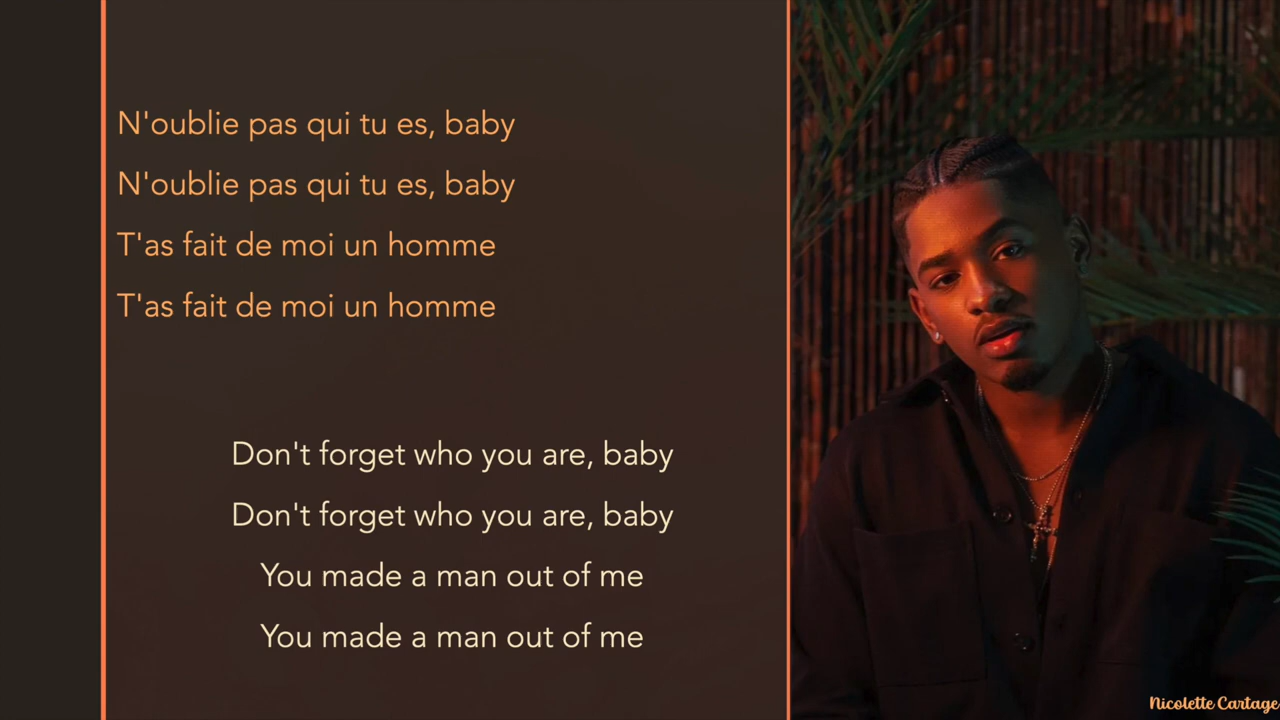 N'oublie pas qui tu es, baby
N'oublie pas qui tu es, baby
T'as fait de moi un homme
T'as fait de moi un homme
Don't forget who you are, baby
Don't forget who you are, baby
You made a man out of me
You made a man out of me
Nicolette Cartage